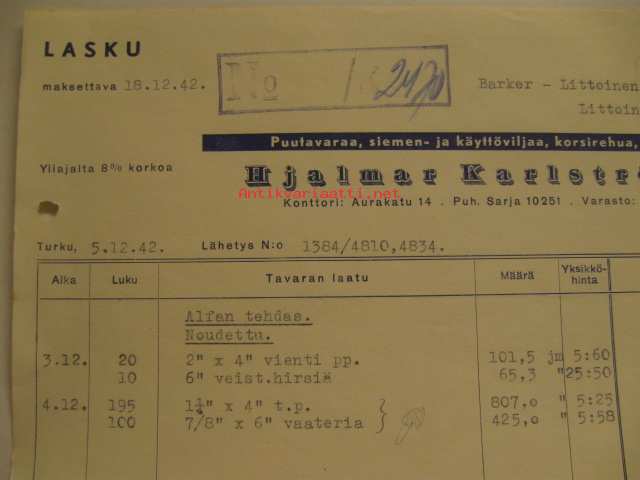 LASKU
maksettava 18.12.42.
No
Barker - Littoinen
Littoin
Puutavaraa, siemen- ja käyttöviljaa, korsirehua,
Yliajalta 8% korkoa
Hjalmar Karlströ
Antikvariaatti.net
Konttori: Aurakatu 14 . Puh. Sarja 10251 . Varasto:
Turku, 5.12.42. Lähetys N:o 1384/4810,4834.
Aika Luku Tavaran laatu Määrä Yksikkö-hinta
Alfan tehdas.
Noudettu.
3.12. 20 2" x 4" vienti pp. 101,5 jm 5:60
10 6" veist.hirsiä 65,3 " 25:50
4.12. 195 1¼" x 4" t.p. } 807,0 " 5:25
100 7/8" x 6" vaateria } 425,0 " 5:58